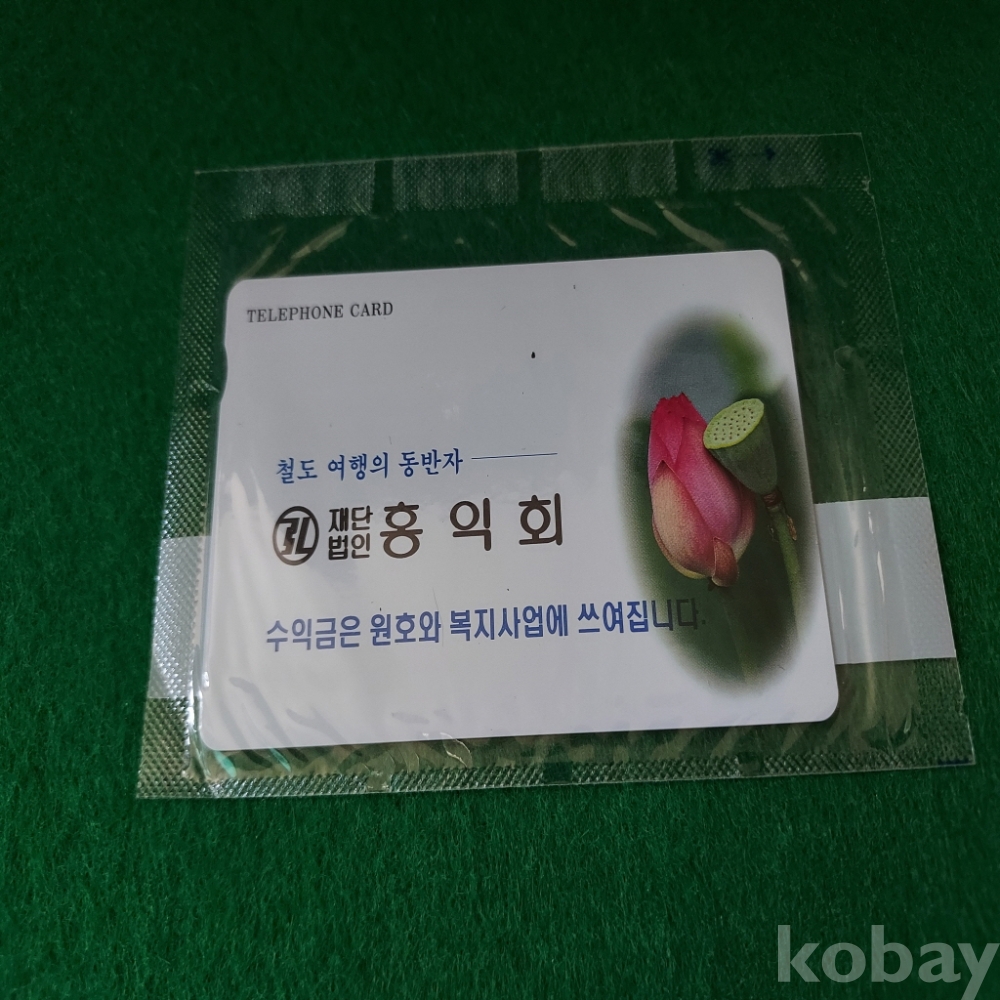 TELEPHONE CARD
철도 여행의 동반자
재단
법인
홍익회
수익금은 원호와 복지사업에 쓰여집니다.
kobay